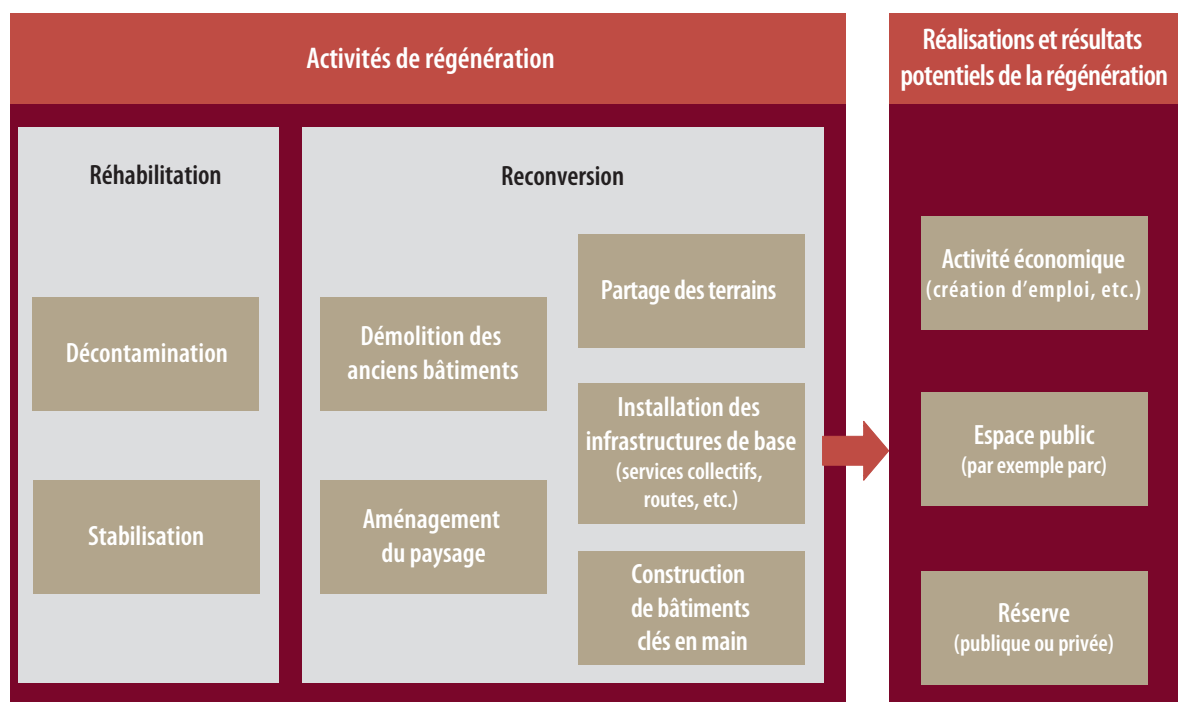 Activités de régénération
Réhabilitation
Décontamination
Stabilisation
Reconversion
Démolition des
anciens bâtiments
Aménagement
du paysage
Partage des terrains
Installation des
infrastructures de base
(services collectifs,
routes, etc.)
Construction
de bâtiments
clés en main
Réalisations et résultats
potentiels de la régénération
Activité économique
(création d'emploi, etc.)
Espace public
(par exemple parc)
Réserve
(publique ou privée)